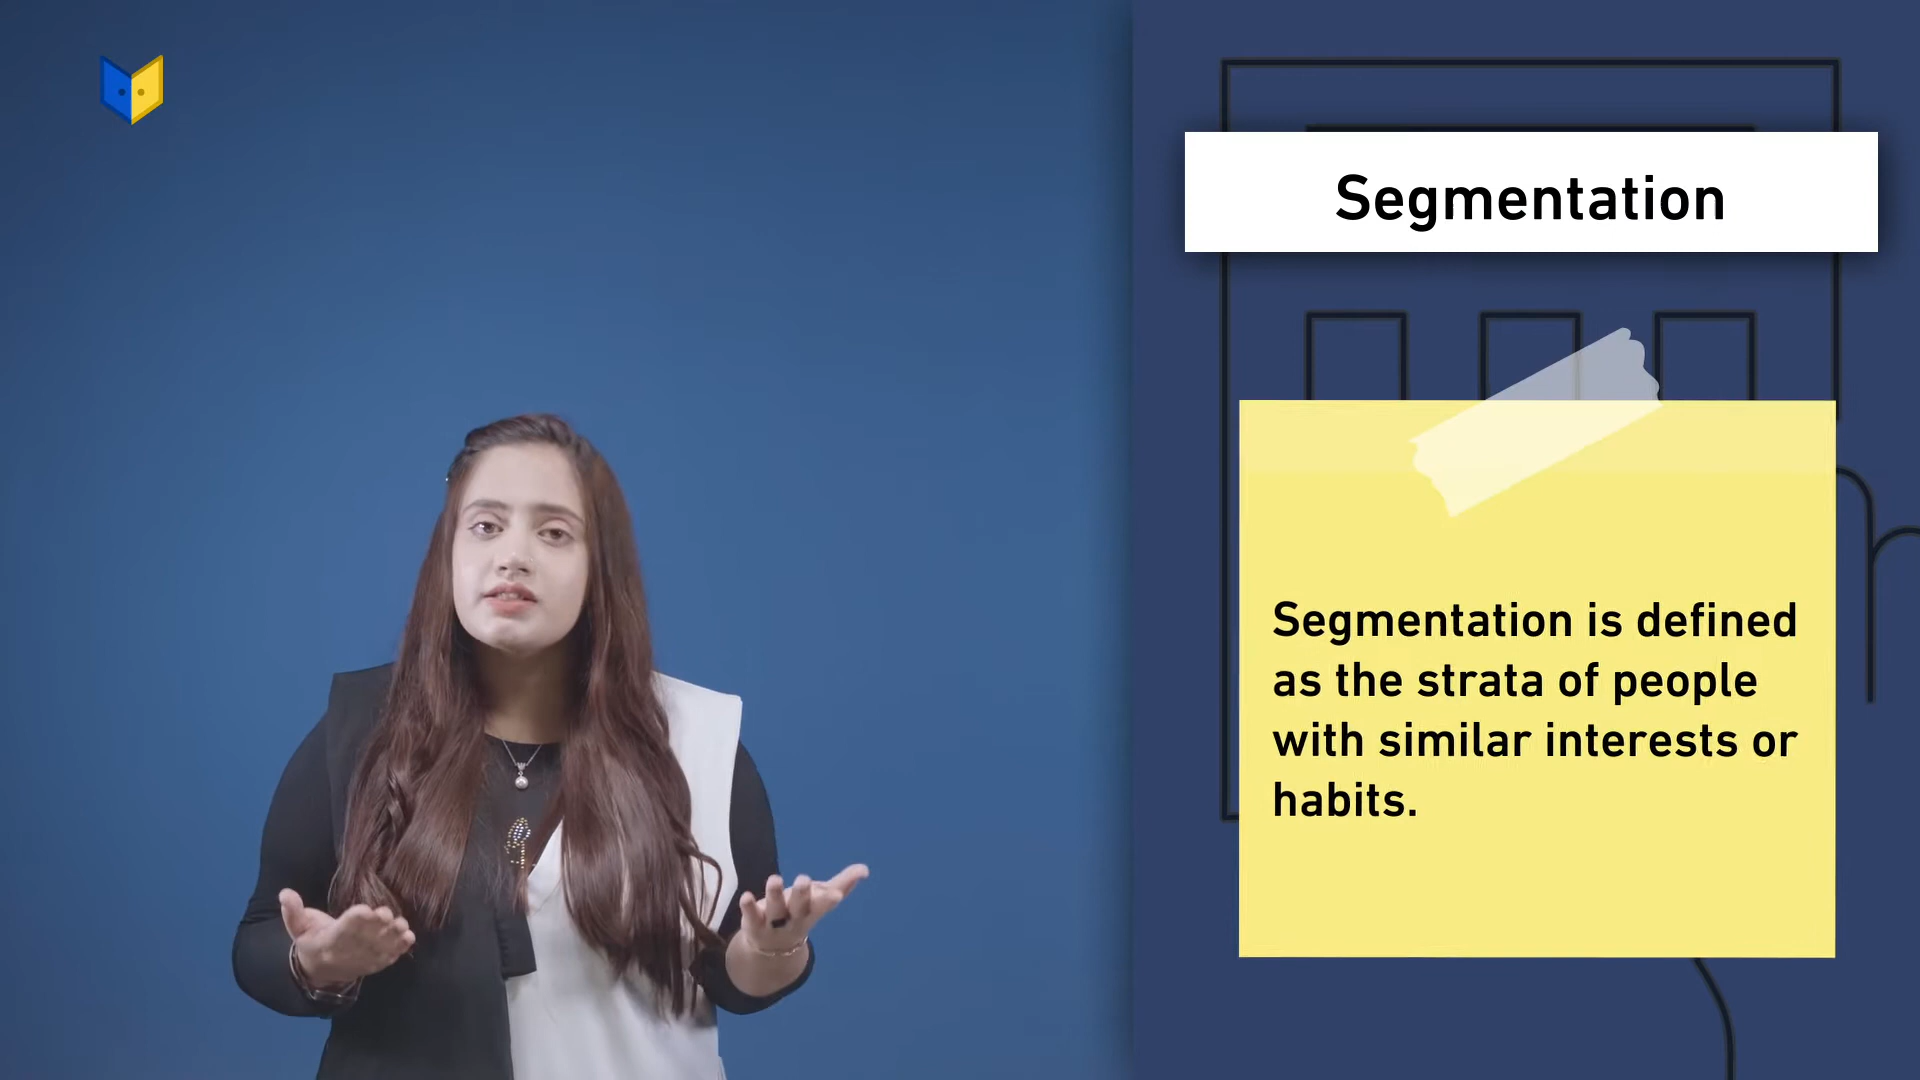 Segmentation
Segmentation is defined
as the strata of people
with similar interests or
habits.